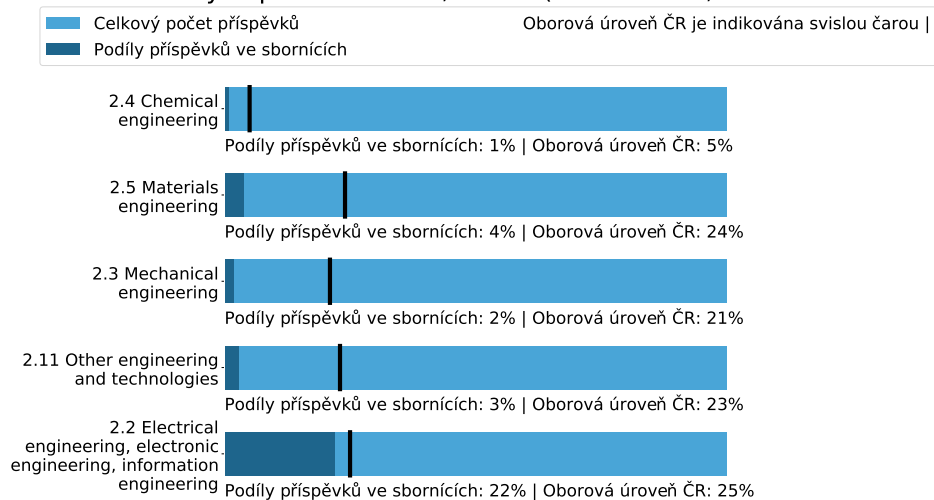 Celkový počet příspěvků
Oborová úroveň ČR je indikována svislou čarou |
Podíly příspěvků ve sbornících
2.4 Chemical
engineering
Podíly příspěvků ve sbornících: 1% | Oborová úroveň ČR: 5%
2.5 Materials
engineering
Podíly příspěvků ve sbornících: 4% | Oborová úroveň ČR: 24%
2.3 Mechanical
engineering
Podíly příspěvků ve sbornících: 2% | Oborová úroveň ČR: 21%
2.11 Other engineering
and technologies
Podíly příspěvků ve sbornících: 3% | Oborová úroveň ČR: 23%
2.2 Electrical
engineering, electronic
engineering, information
engineering
Podíly příspěvků ve sbornících: 22% | Oborová úroveň ČR: 25%